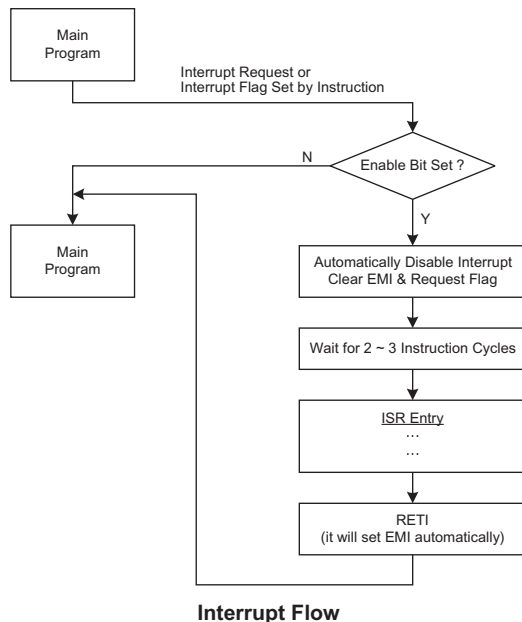 Main
Program
Interrupt Request or
Interrupt Flag Set by Instruction
N
Enable Bit Set ?
Y
Main
Program
Automatically Disable Interrupt
Clear EMI & Request Flag
Wait for 2 ~ 3 Instruction Cycles
ISR Entry
...
...
RETI
(it will set EMI automatically)
Interrupt Flow